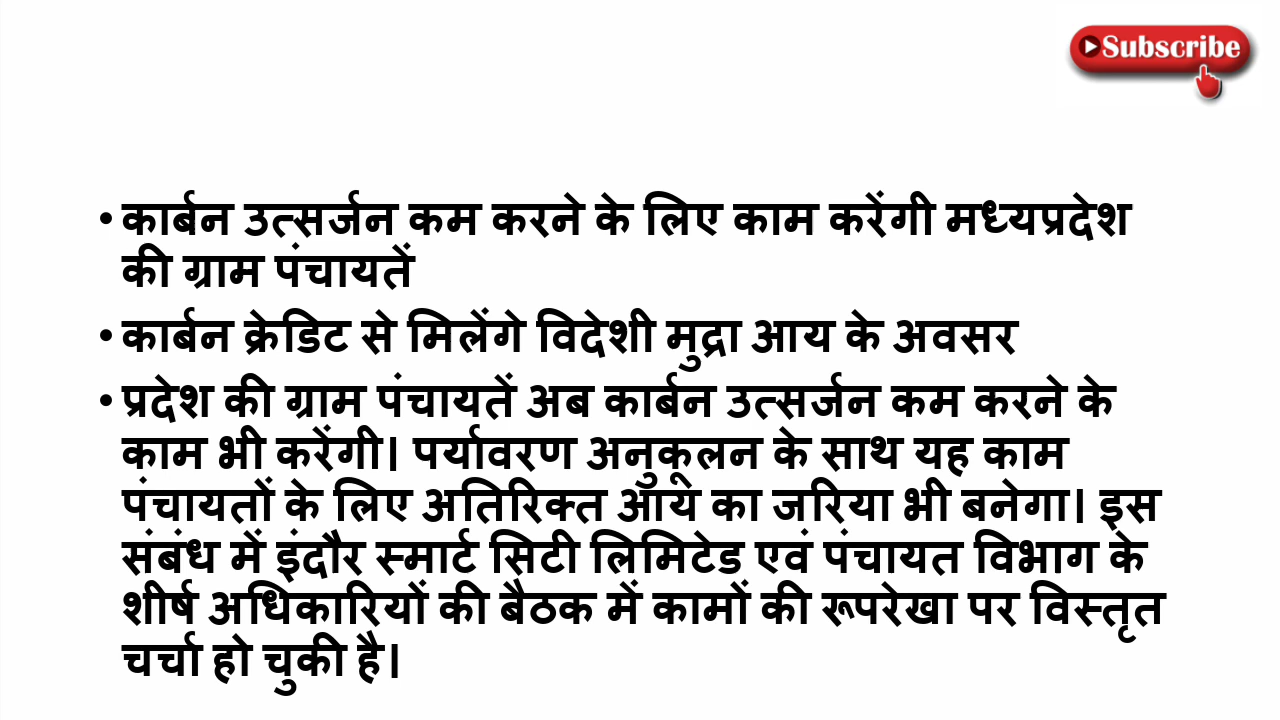 Subscribe
• कार्बन उत्सर्जन कम करने के लिए काम करेंगी मध्यप्रदेश
की ग्राम पंचायतें
• कार्बन क्रेडिट से मिलेंगे विदेशी मुद्रा आय के अवसर
• प्रदेश की ग्राम पंचायतें अब कार्बन उत्सर्जन कम करने के
काम भी करेंगी। पर्यावरण अनुकूलन के साथ यह काम
पंचायतों के लिए अतिरिक्त आय का जरिया भी बनेगा। इस
संबंध में इंदौर स्मार्ट सिटी लिमिटेड एवं पंचायत विभाग के
शीर्ष अधिकारियों की बैठक में कामों की रूपरेखा पर विस्तृत
चर्चा हो चुकी है।